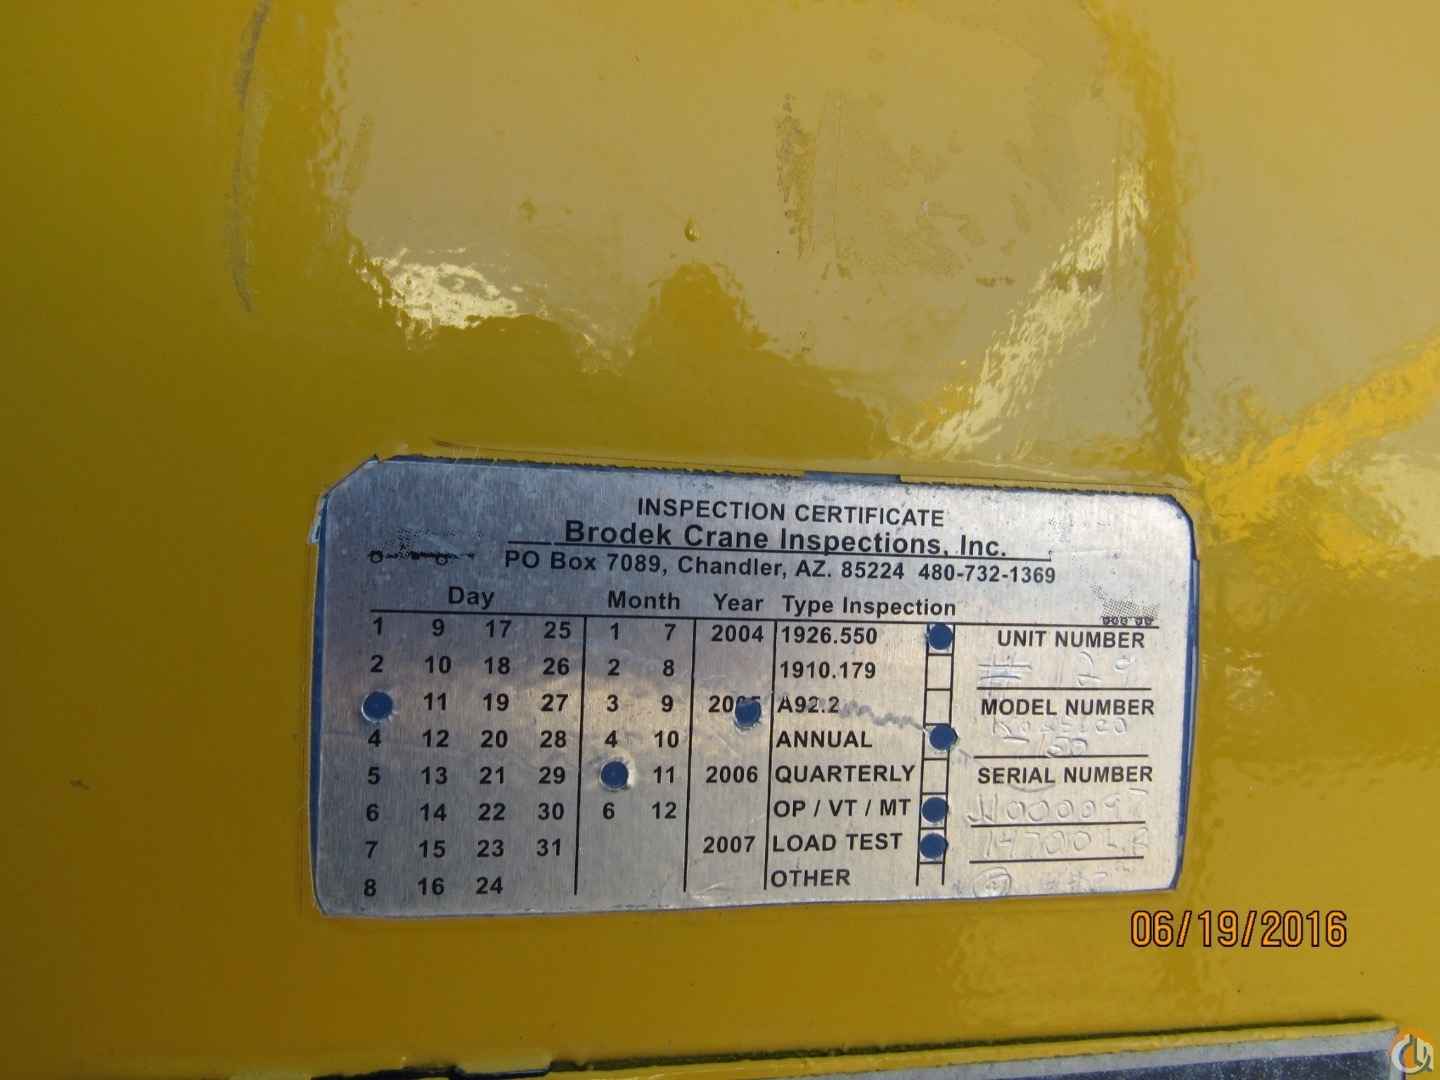 INSPECTION CERTIFICATE
Brodek Crane Inspections, Inc.
PO Box 7089, Chandler, AZ. 85224 480-732-1369
Day Month Year Type Inspection
1 9 17 25 1 7 2004 1926.550 UNIT NUMBER
2 10 18 26 2 8 1910.179 # 129
11 19 27 3 9 A92.2 MODEL NUMBER
Kobelco
4 12 20 28 4 10 ANNUAL
5 13 21 29 11 2006 QUARTERLY SERIAL NUMBER
6 14 22 30 6 12 OP / VT / MT
7 15 23 31 2007 LOAD TEST
8 16 24 OTHER
06/19/2016